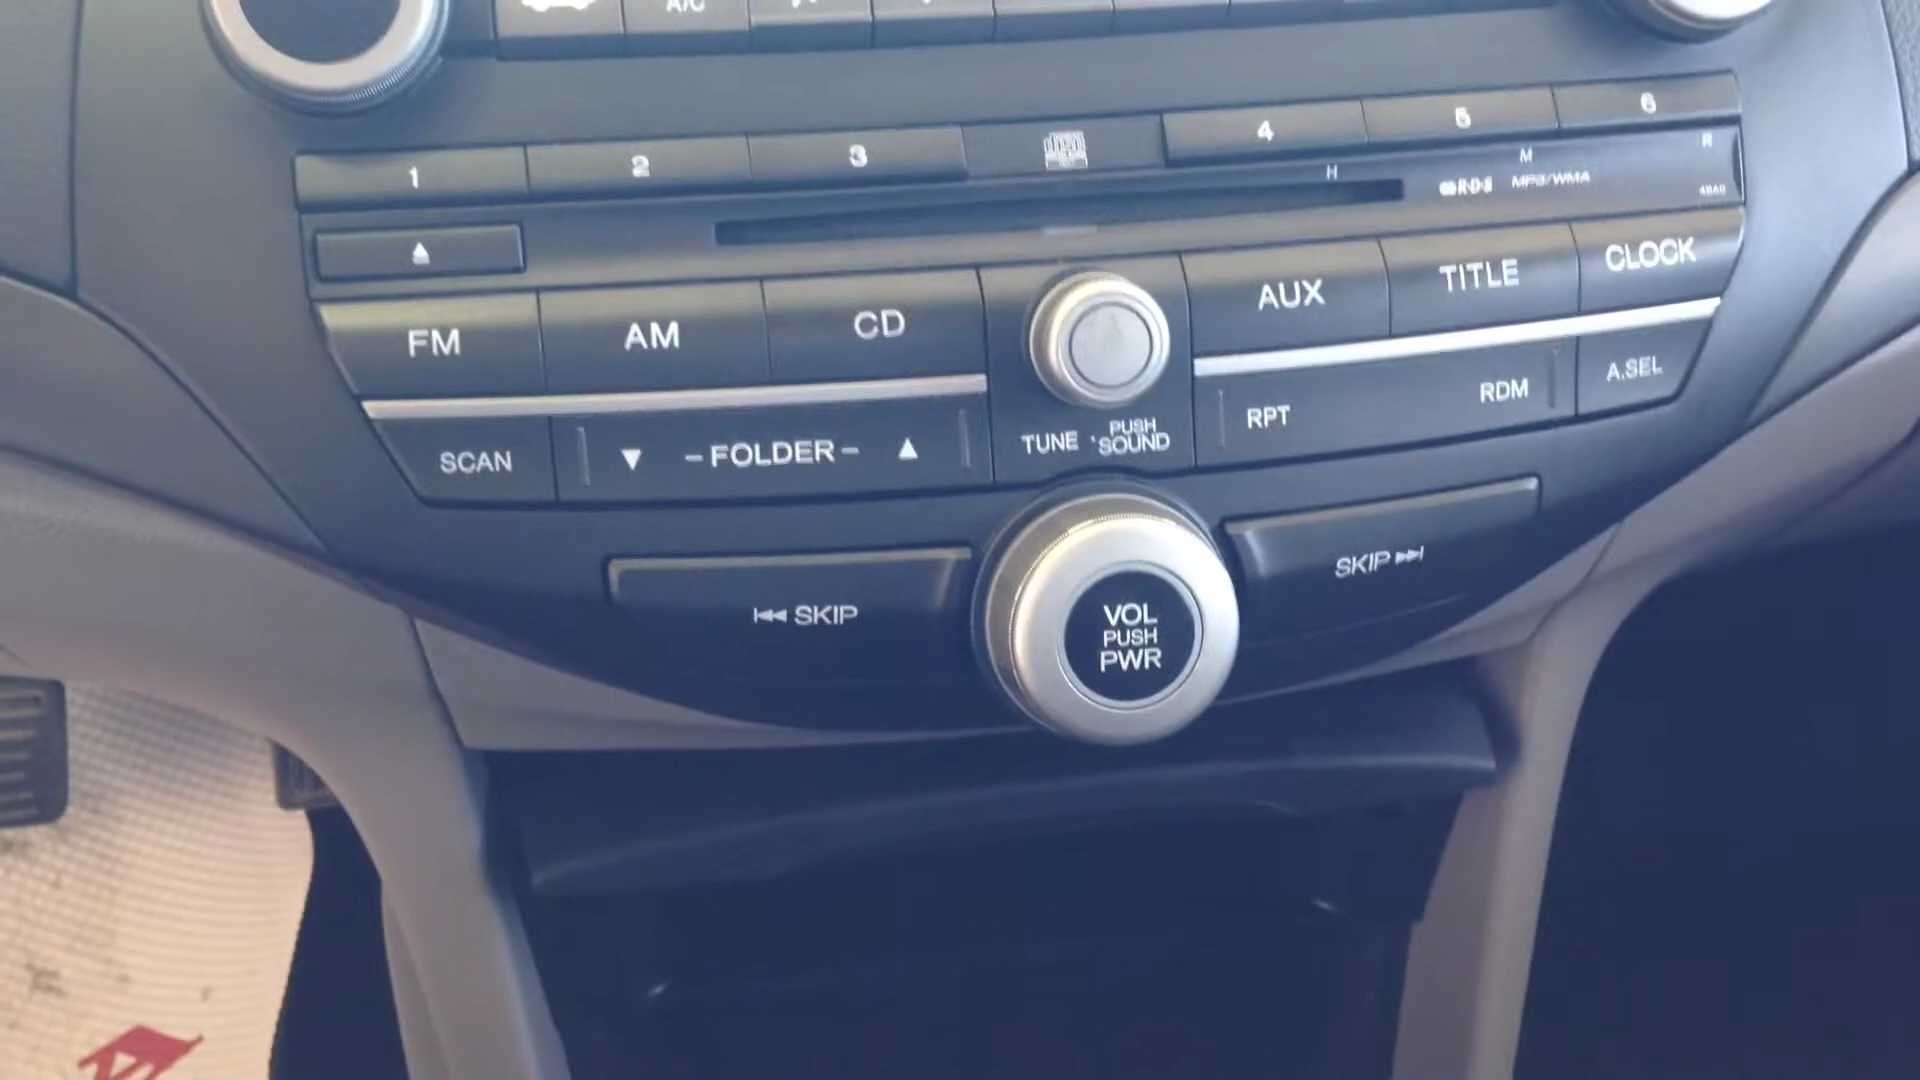 A/C
1 2 3 4 5 6
H M R
RDS MP3/WMA
FM AM CD AUX TITLE CLOCK
SCAN – FOLDER – TUNE PUSH SOUND RPT RDM A.SEL
SKIP SKIP
VOL
PUSH
PWR